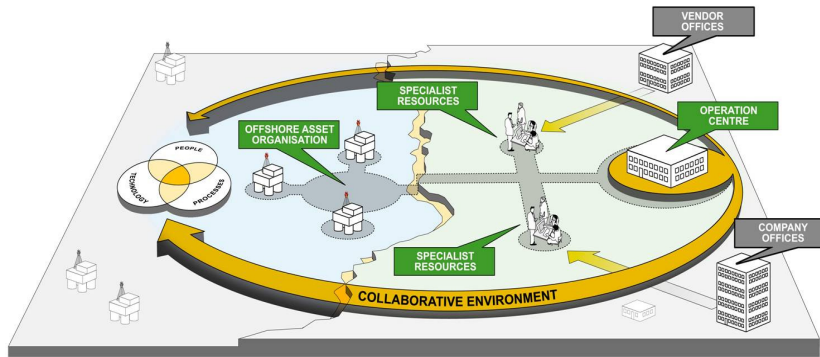 VENDOR
OFFICES
SPECIALIST
RESOURCES
OPERATION
CENTRE
OFFSHORE ASSET
ORGANISATION
PEOPLE
TECHNOLOGY
PROCESSES
COMPANY
OFFICES
SPECIALIST
RESOURCES
COLLABORATIVE ENVIRONMENT